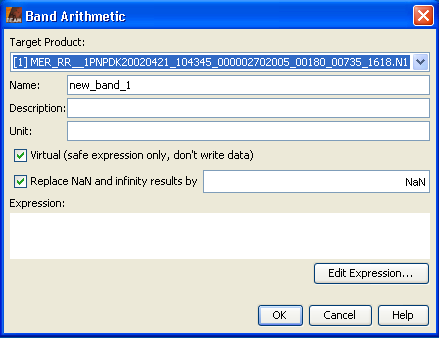 Band Arithmetic
Target Product:
[1] MER_RR__1PNPDK20020421_104345_000002702005_00180_00735_1618.N1
Name: new_band_1
Description:
Unit:
Virtual (safe expression only, don't write data)
Replace NaN and infinity results by NaN
Expression:
Edit Expression...
OK Cancel Help